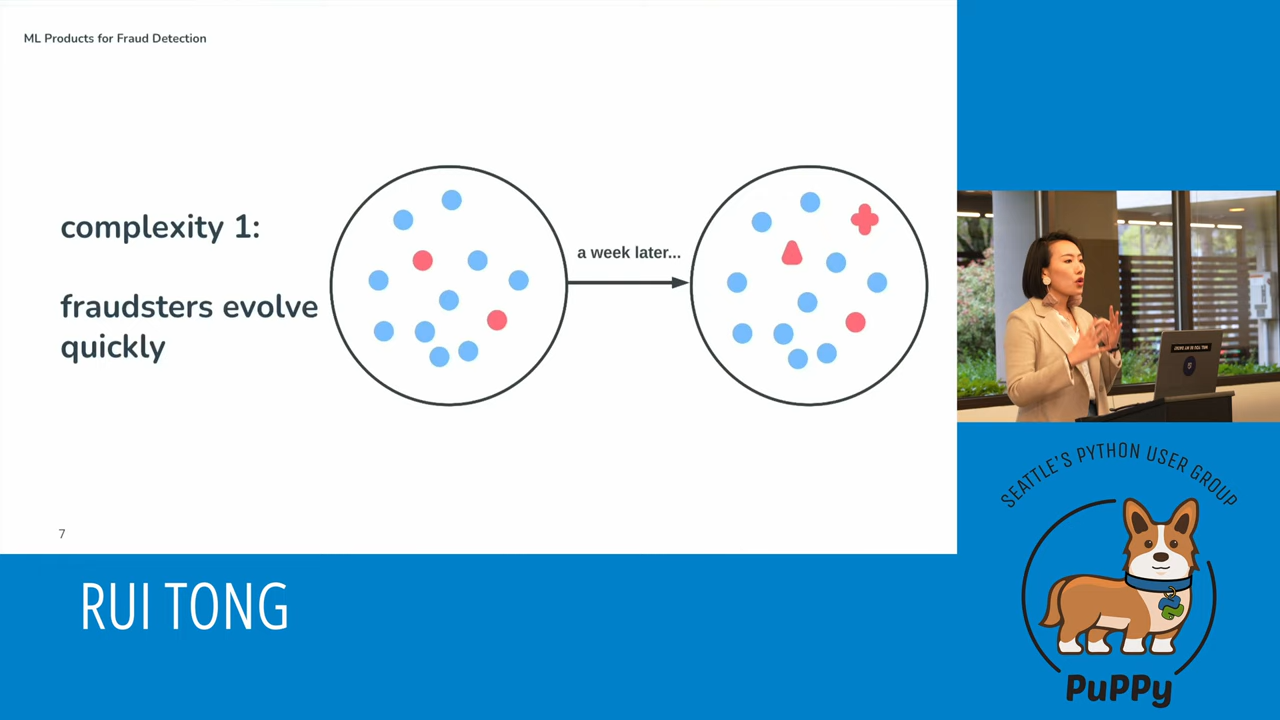 ML Products for Fraud Detection
complexity 1:
fraudsters evolve
quickly
a week later...
7
RUI TONG
SEATTLE'S PYTHON USER GROUP
PuPPy